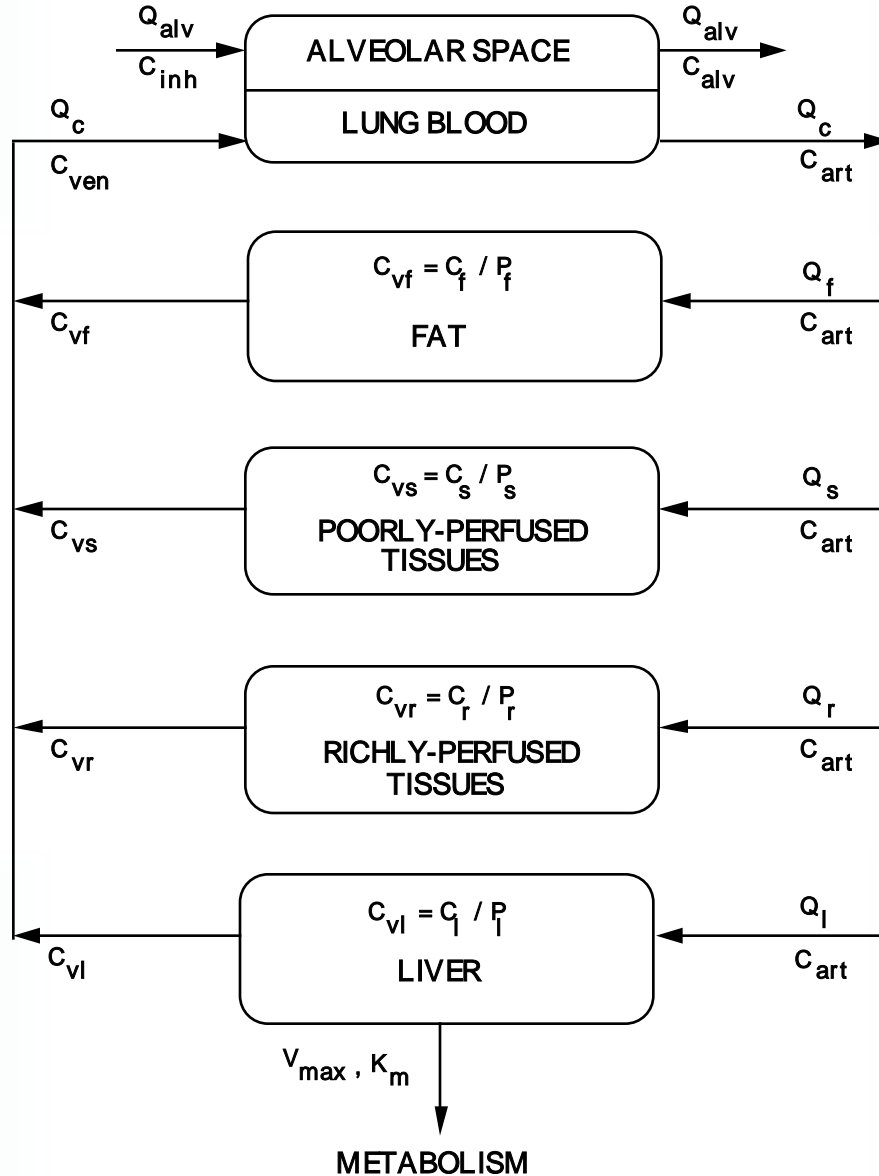 Q_alv
C_inh
ALVEOLAR SPACE
Q_alv
C_alv
Q_c
C_ven
LUNG BLOOD
Q_c
C_art
C_vf = C_f / P_f
FAT
C_vf
Q_f
C_art
C_vs = C_s / P_s
POORLY-PERFUSED
TISSUES
C_vs
Q_s
C_art
C_vr = C_r / P_r
RICHLY-PERFUSED
TISSUES
C_vr
Q_r
C_art
C_vl = C_l / P_l
LIVER
C_vl
Q_l
C_art
V_max , K_m
METABOLISM